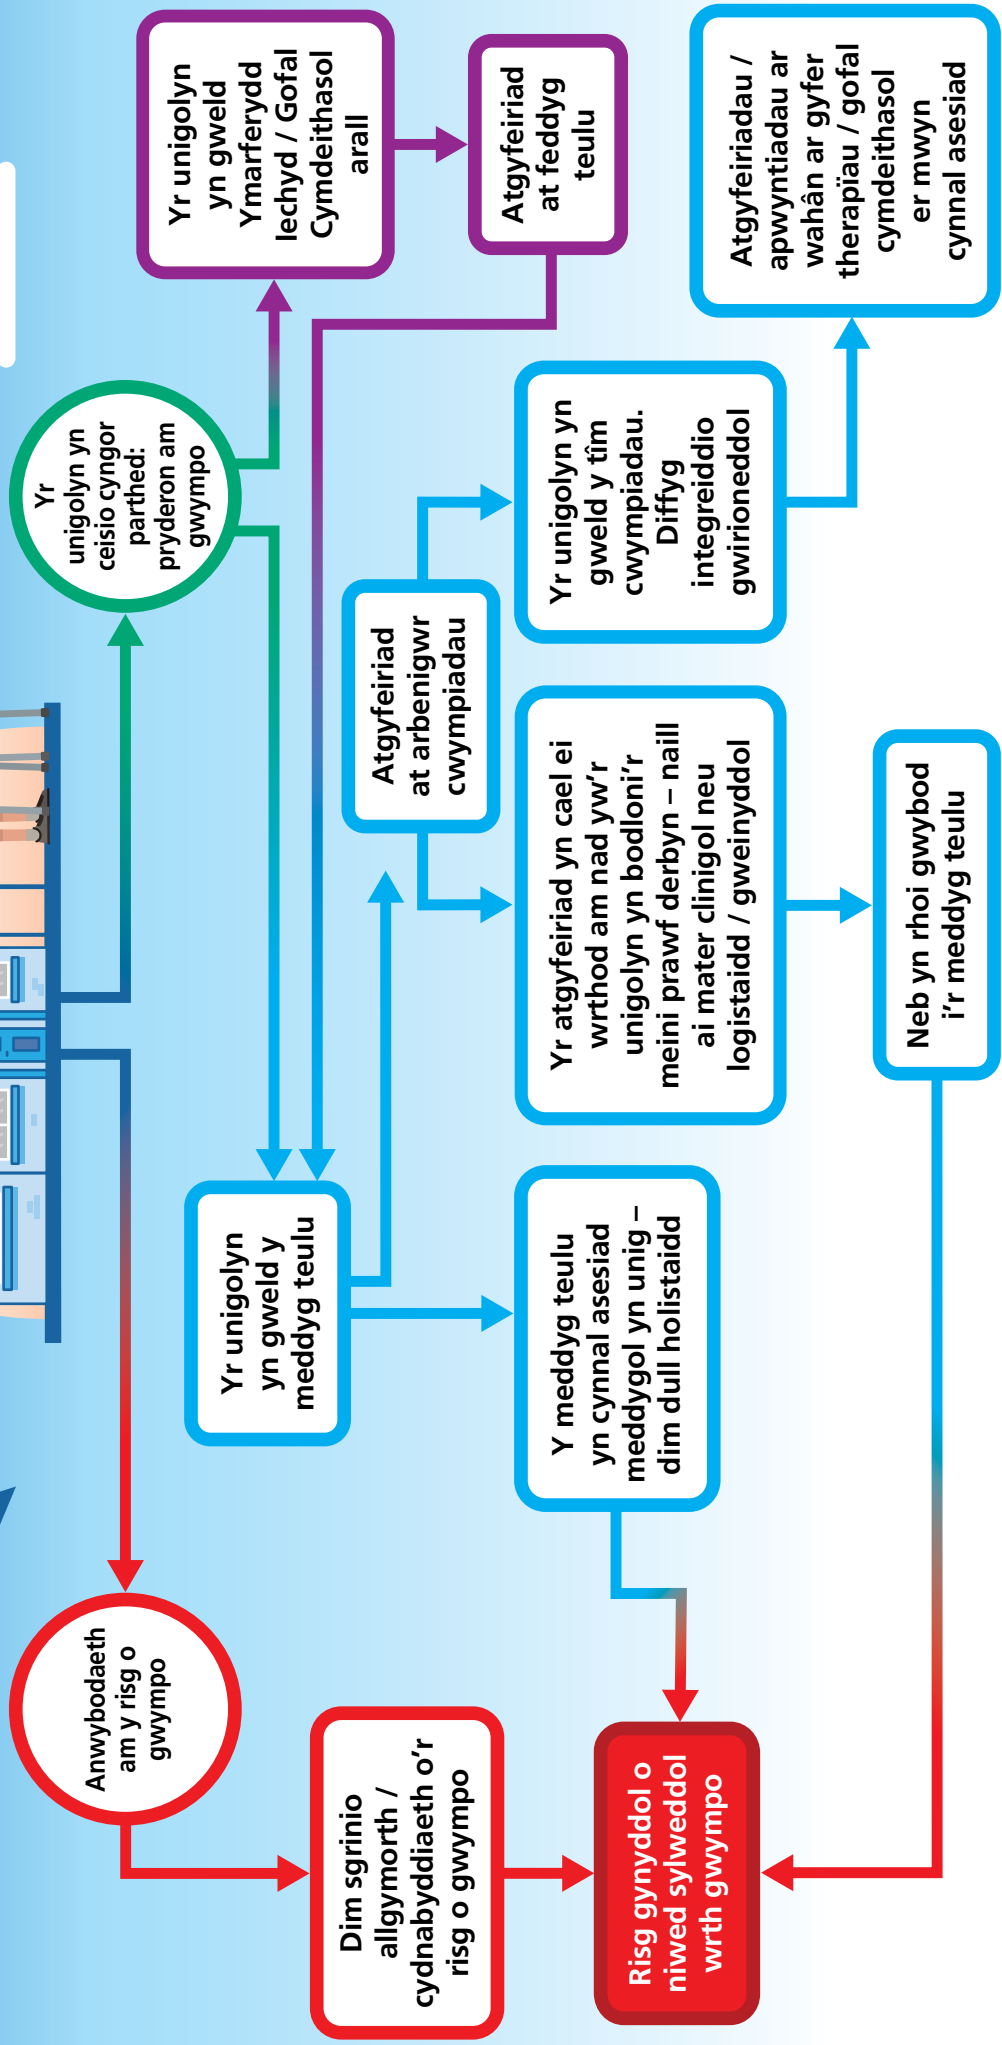 Anwybodaeth
am y risg o
gwympo
Yr
unigolyn yn
ceisio cyngor
parthed:
pryderon am
gwympo
Yr unigolyn
yn gweld
Ymarferydd
Iechyd / Gofal
Cymdeithasol
arall
Dim sgrinio
allgymorth /
cydnabyddiaeth o'r
risg o gwympo
Yr unigolyn
yn gweld y
meddyg teulu
Atgyfeiriad
at arbenigwr
cwympiadau
Atgyfeiriad
at feddyg
teulu
Risg gynyddol o
niwed sylweddol
wrth gwympo
Y meddyg teulu
yn cynnal asesiad
meddygol yn unig –
dim dull holistaidd
Yr atgyfeiriad yn cael ei
wrthod am nad yw'r
unigolyn yn bodloni'r
meini prawf derbyn – naill
ai mater clinigol neu
logistaidd / gweinyddol
Yr unigolyn yn
gweld y tîm
cwympiadau.
Diffyg
integreiddio
gwirioneddol
Atgyfeiriadau /
apwyntiadau ar
wahân ar gyfer
therapïau / gofal
cymdeithasol
er mwyn
cynnal asesiad
Neb yn rhoi gwybod
i'r meddyg teulu